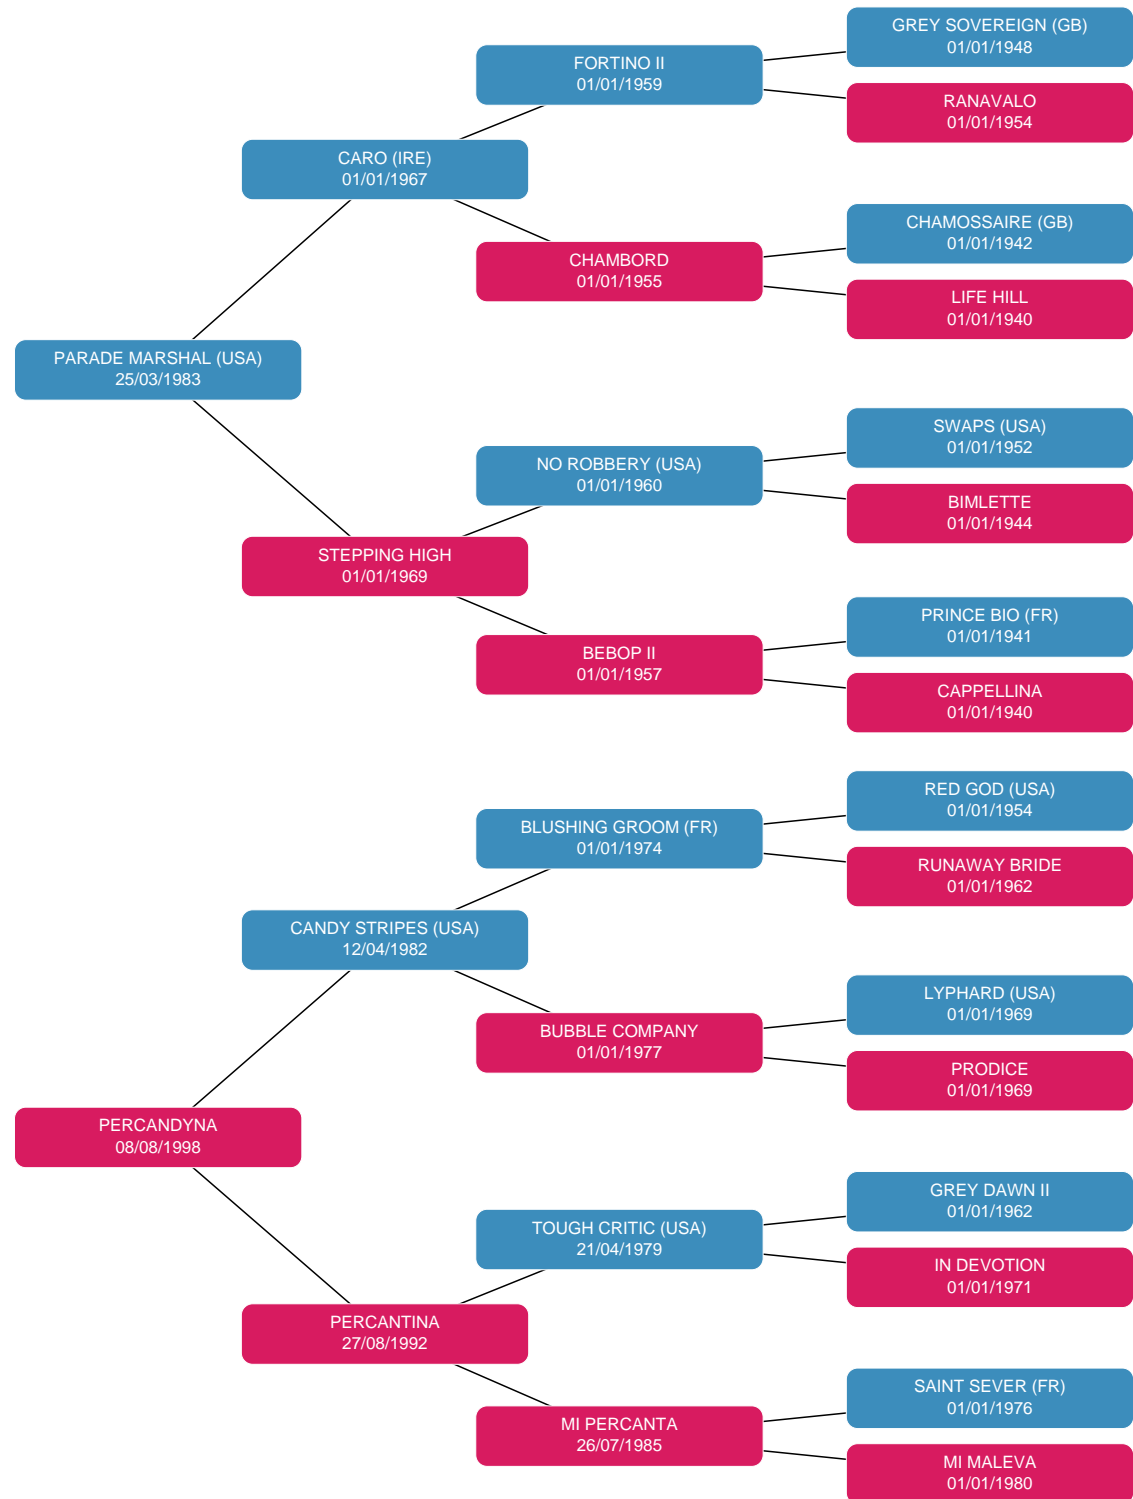 GREY SOVEREIGN (GB)
01/01/1948
FORTINO II
01/01/1959
RANAVALO
01/01/1954
CARO (IRE)
01/01/1967
CHAMOSSAIRE (GB)
01/01/1942
CHAMBORD
01/01/1955
LIFE HILL
01/01/1940
PARADE MARSHAL (USA)
25/03/1983
SWAPS (USA)
01/01/1952
NO ROBBERY (USA)
01/01/1960
BIMLETTE
01/01/1944
STEPPING HIGH
01/01/1969
PRINCE BIO (FR)
01/01/1941
BEBOP II
01/01/1957
CAPPELLINA
01/01/1940
RED GOD (USA)
01/01/1954
BLUSHING GROOM (FR)
01/01/1974
RUNAWAY BRIDE
01/01/1962
CANDY STRIPES (USA)
12/04/1982
LYPHARD (USA)
01/01/1969
BUBBLE COMPANY
01/01/1977
PRODICE
01/01/1969
PERCANDYNA
08/08/1998
GREY DAWN II
01/01/1962
TOUGH CRITIC (USA)
21/04/1979
IN DEVOTION
01/01/1971
PERCANTINA
27/08/1992
SAINT SEVER (FR)
01/01/1976
MI PERCANTA
26/07/1985
MI MALEVA
01/01/1980